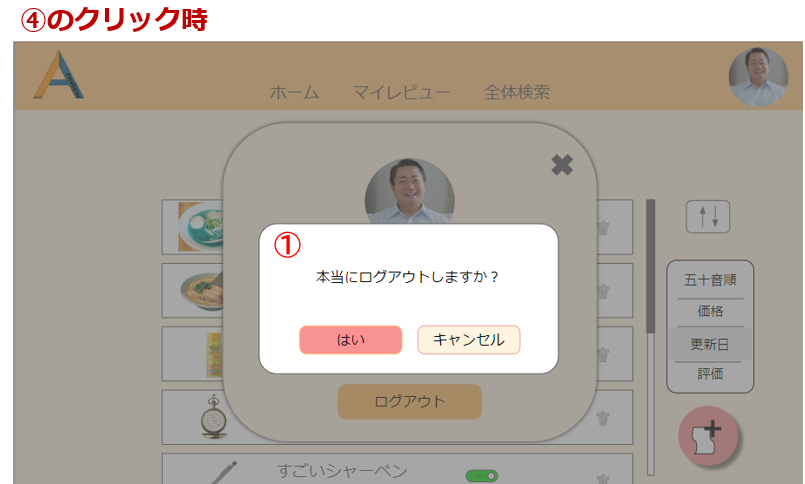 ④のクリック時
ホーム マイレビュー 全体検索
①
本当にログアウトしますか？
はい キャンセル
ログアウト
五十音順
価格
更新日
評価
すごいシャーペン